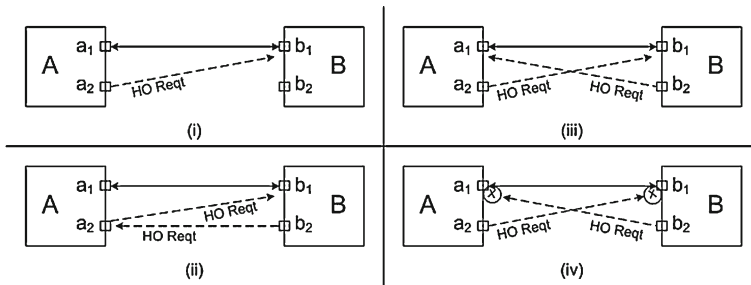 A a₁ b₁ B
a₂ HO Reqt b₂
(i)
A a₁ b₁ B
a₂ HO Reqt HO Reqt b₂
(iii)
A a₁ b₁ B
a₂ HO Reqt b₂
HO Reqt
(ii)
A a₁ X X b₁ B
a₂ HO Reqt HO Reqt b₂
(iv)